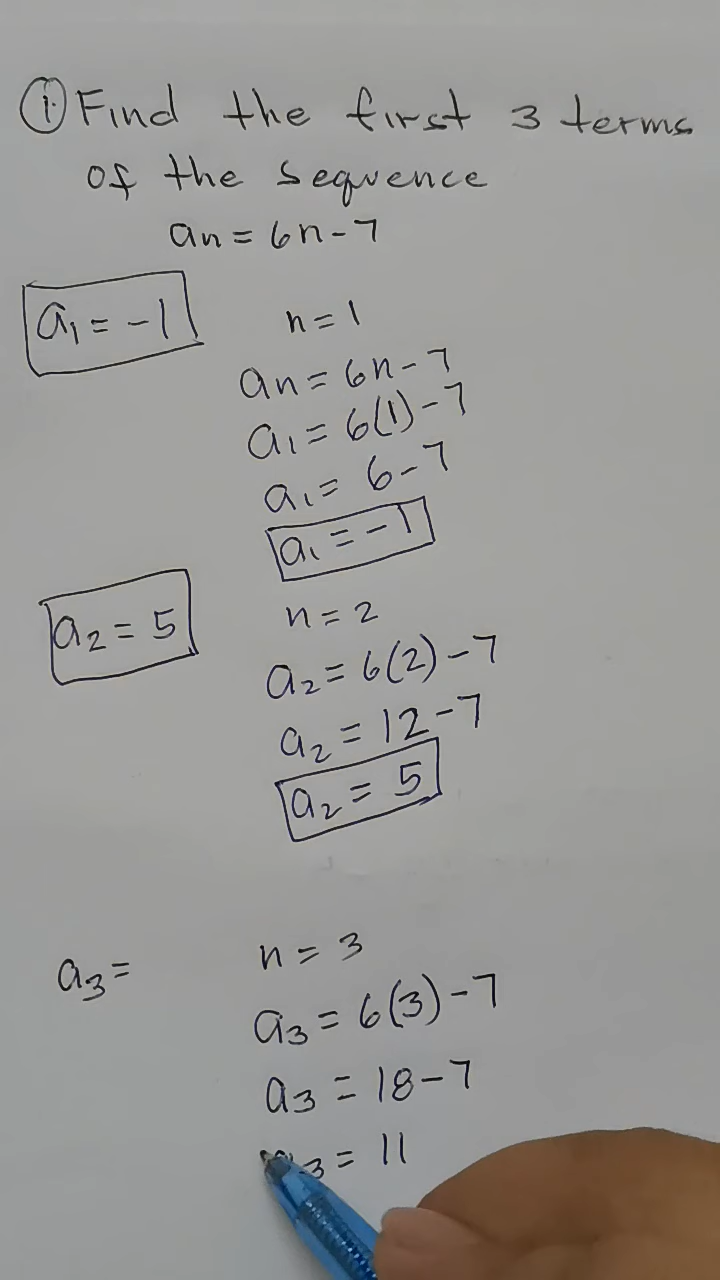 ① Find the first 3 terms
of the sequence
an = 6n - 7
a₁ = -1
n = 1
an = 6n - 7
a₁ = 6(1) - 7
a₁ = 6 - 7
a₁ = -1
a₂ = 5
n = 2
a₂ = 6(2) - 7
a₂ = 12 - 7
a₂ = 5
a₃ =
n = 3
a₃ = 6(3) - 7
a₃ = 18 - 7
₃ = 11